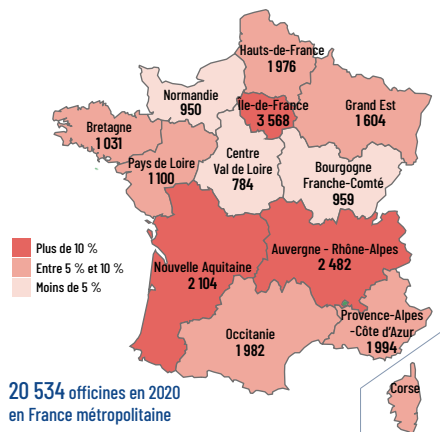 Hauts-de-France
1 976
Normandie
950
Île-de-France
3 568
Grand Est
1 604
Bretagne
1 031
Pays de Loire
1 100
Centre
Val de Loire
784
Bourgogne
Franche-Comté
959
Plus de 10 %
Entre 5 % et 10 %
Moins de 5 %
Nouvelle Aquitaine
2 104
Auvergne - Rhône-Alpes
2 482
Occitanie
1 982
Provence-Alpes
-Côte d'Azur
1 994
Corse
20 534 officines en 2020
en France métropolitaine